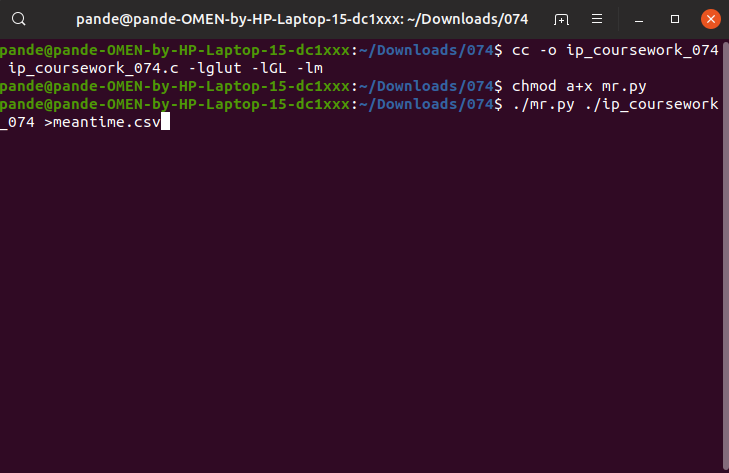 pande@pande-OMEN-by-HP-Laptop-15-dc1xxx: ~/Downloads/074
pande@pande-OMEN-by-HP-Laptop-15-dc1xxx:~/Downloads/074$ cc -o ip_coursework_074
 ip_coursework_074.c -lglut -lGL -lm
pande@pande-OMEN-by-HP-Laptop-15-dc1xxx:~/Downloads/074$ chmod a+x mr.py
pande@pande-OMEN-by-HP-Laptop-15-dc1xxx:~/Downloads/074$ ./mr.py ./ip_coursework
_074 >meantime.csv